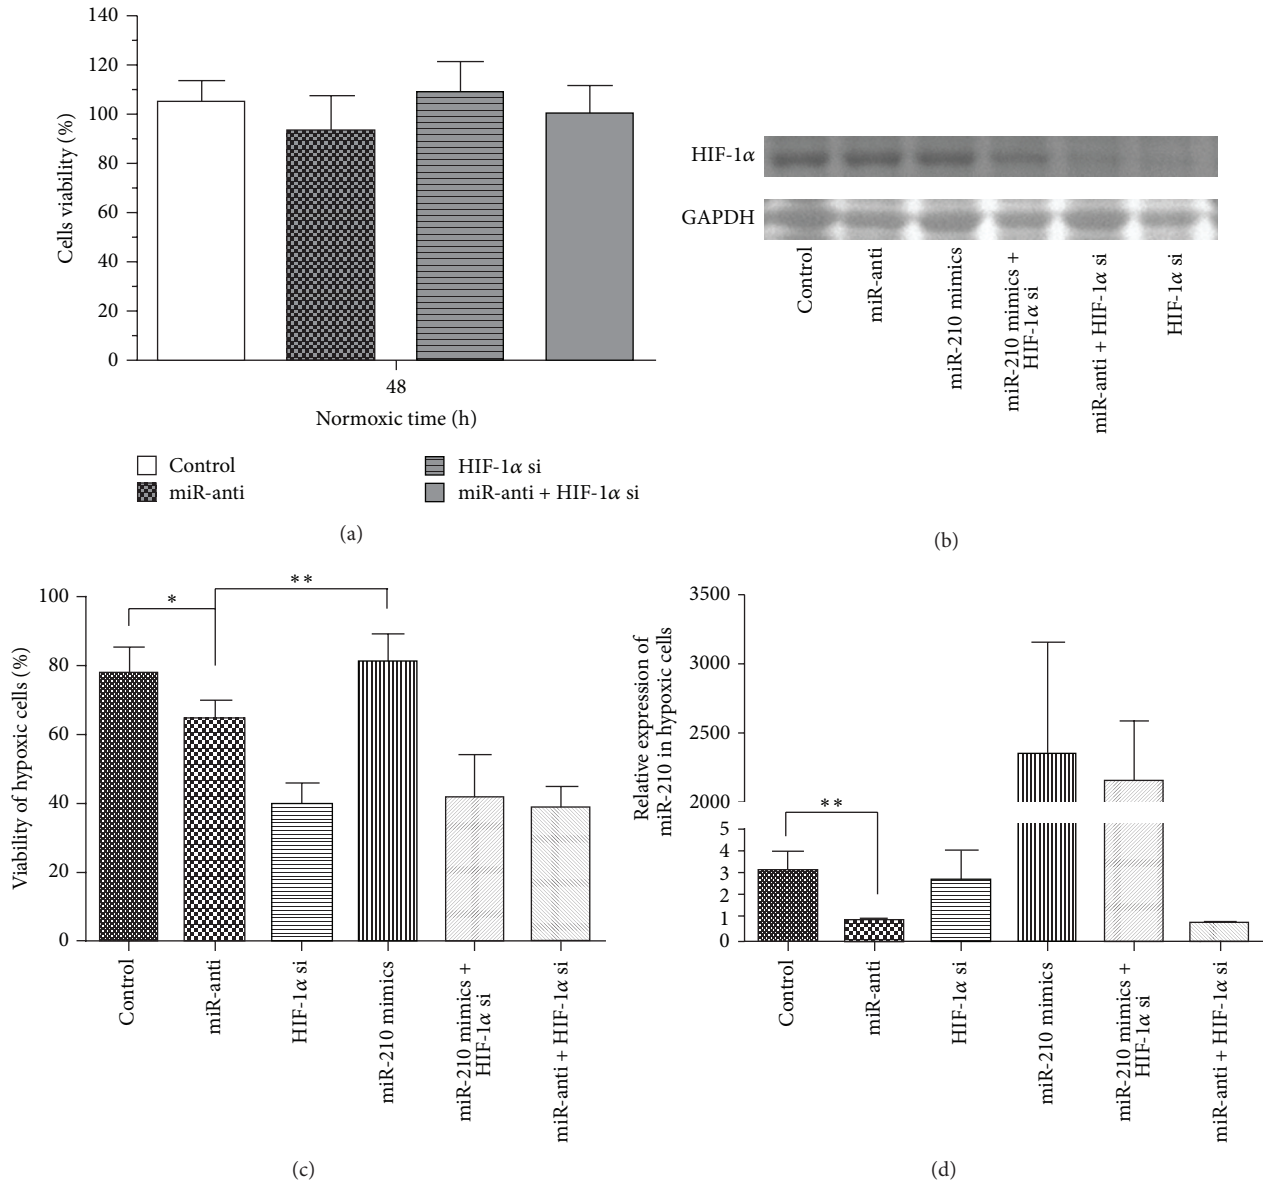 140
120
100
80
60
40
20
0
Cells viability (%)
48
Normoxic time (h)
Control
miR-anti
HIF-1α si
miR-anti + HIF-1α si
(a)
HIF-1α
GAPDH
Control
miR-anti
miR-210 mimics
miR-210 mimics +
HIF-1α si
miR-anti + HIF-1α si
HIF-1α si
(b)
100
80
60
40
20
0
Viability of hypoxic cells (%)
*
**
Control
miR-anti
HIF-1α si
miR-210 mimics
miR-210 mimics +
HIF-1α si
miR-anti + HIF-1α si
(c)
3500
3000
2500
2000
5
4
3
2
1
0
Relative expression of
miR-210 in hypoxic cells
**
Control
miR-anti
HIF-1α si
miR-210 mimics
miR-210 mimics +
HIF-1α si
miR-anti + HIF-1α si
(d)